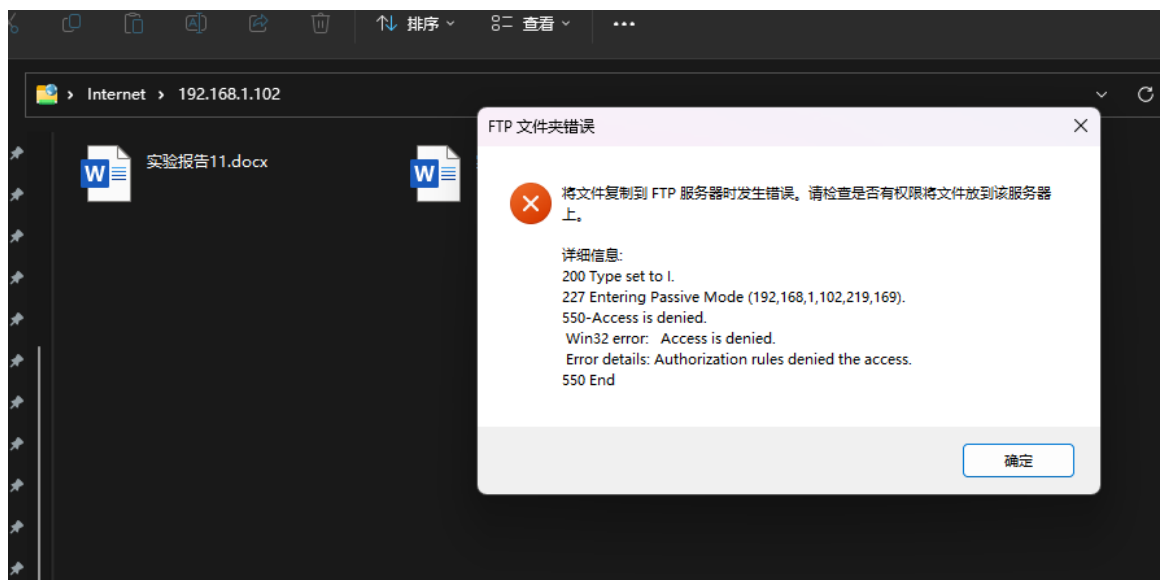 排序
查看
Internet > 192.168.1.102
FTP 文件夹错误
实验报告11.docx
将文件复制到 FTP 服务器时发生错误。请检查是否有权限将文件放到该服务器
上。
详细信息:
200 Type set to I.
227 Entering Passive Mode (192,168,1,102,219,169).
550-Access is denied.
Win32 error:   Access is denied.
Error details: Authorization rules denied the access.
550 End
确定